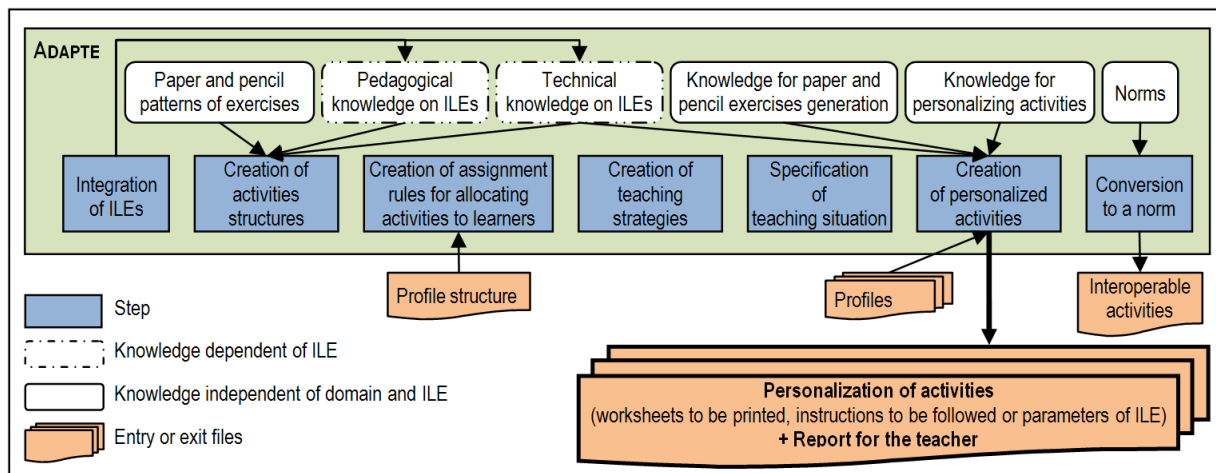 ADAPTE
Paper and pencil
patterns of exercises
Pedagogical
knowledge on ILEs
Technical
knowledge on ILEs
Knowledge for paper and
pencil exercises generation
Knowledge for
personalizing activities
Norms
Integration
of ILEs
Creation of
activities
structures
Creation of assignment
rules for allocating
activities to learners
Creation of
teaching
strategies
Specification
of
teaching situation
Creation
of personalized
activities
Conversion
to a norm
Profile structure
Profiles
Interoperable
activities
Step
Knowledge dependent of ILE
Knowledge independent of domain and ILE
Entry or exit files
Personalization of activities
(worksheets to be printed, instructions to be followed or parameters of ILE)
+ Report for the teacher